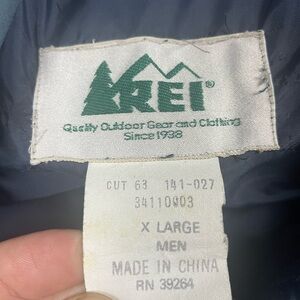 REI®
Quality Outdoor Gear and Clothing
Since 1938
CUT 63 141-027
34110003
X LARGE
MEN
MADE IN CHINA
RN 39264